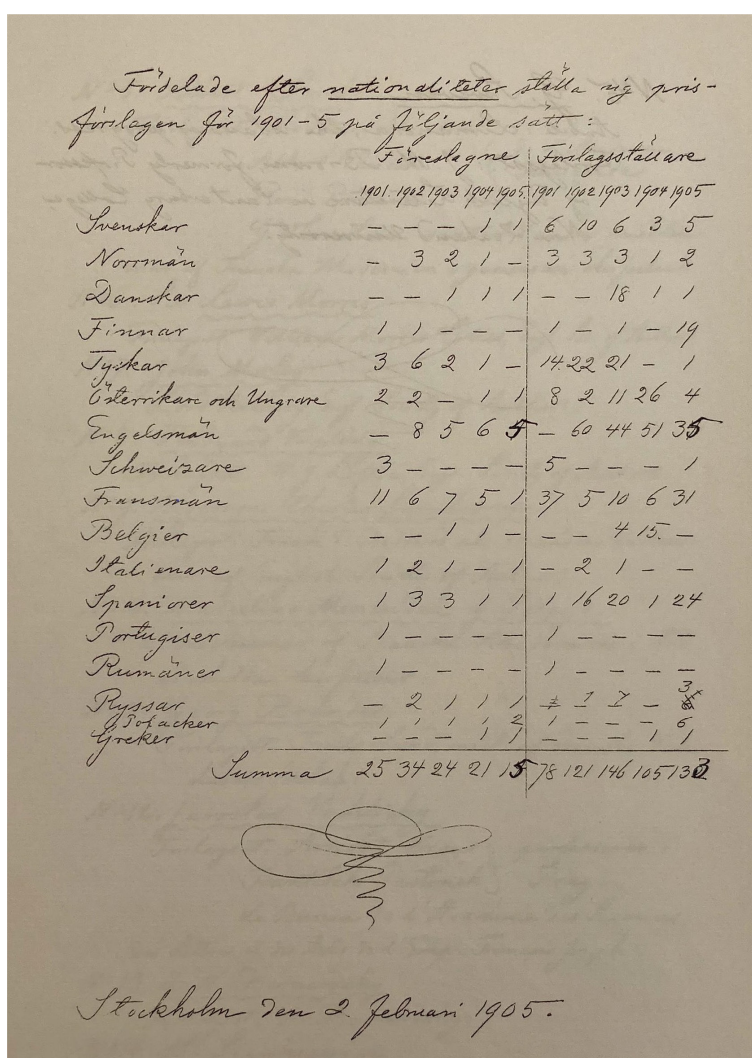 Fördelade efter nationaliteter ställa sig pris-
förslagen för 1901-5 på följande sätt:
Föreslagne Förslagsställare
1901. 1902 1903 1904 1905. 1901 1902 1903 1904 1905
Svenskar — — — 1 1 6 10 6 3 5
Norrmän — 3 2 1 — 3 3 3 1 2
Danskar — — 1 1 1 — — 18 1 1
Finnar 1 1 — — — 1 — 1 — 19
Tyskar 3 6 2 1 — 14. 22 21 — 1
Österrikare och Ungrare 2 2 — 1 1 8 2 11 26 4
Engelsmän — 8 5 6 5 — 60 44 51 35
Schweizare 3 — — — — 5 — — — 1
Fransmän 11 6 7 5 1 37 5 10 6 31
Belgier — — 1 1 — — — 4 15. —
Italienare 1 2 1 — 1 — 2 1 — —
Spaniorer 1 3 3 1 1 1 16 20 1 24
Portugiser 1 — — — — 1 — — — —
Rumäner 1 — — — — 1 — — — —
Ryssar — 2 1 1 1 — 3
Polacker 1 1 1 1 2 1 — — — 6
Greker — — — 1 1 — — — 1 1
Summa 25 34 24 21 15 78 121 146 105 133
Stockholm den 2. februari 1905.